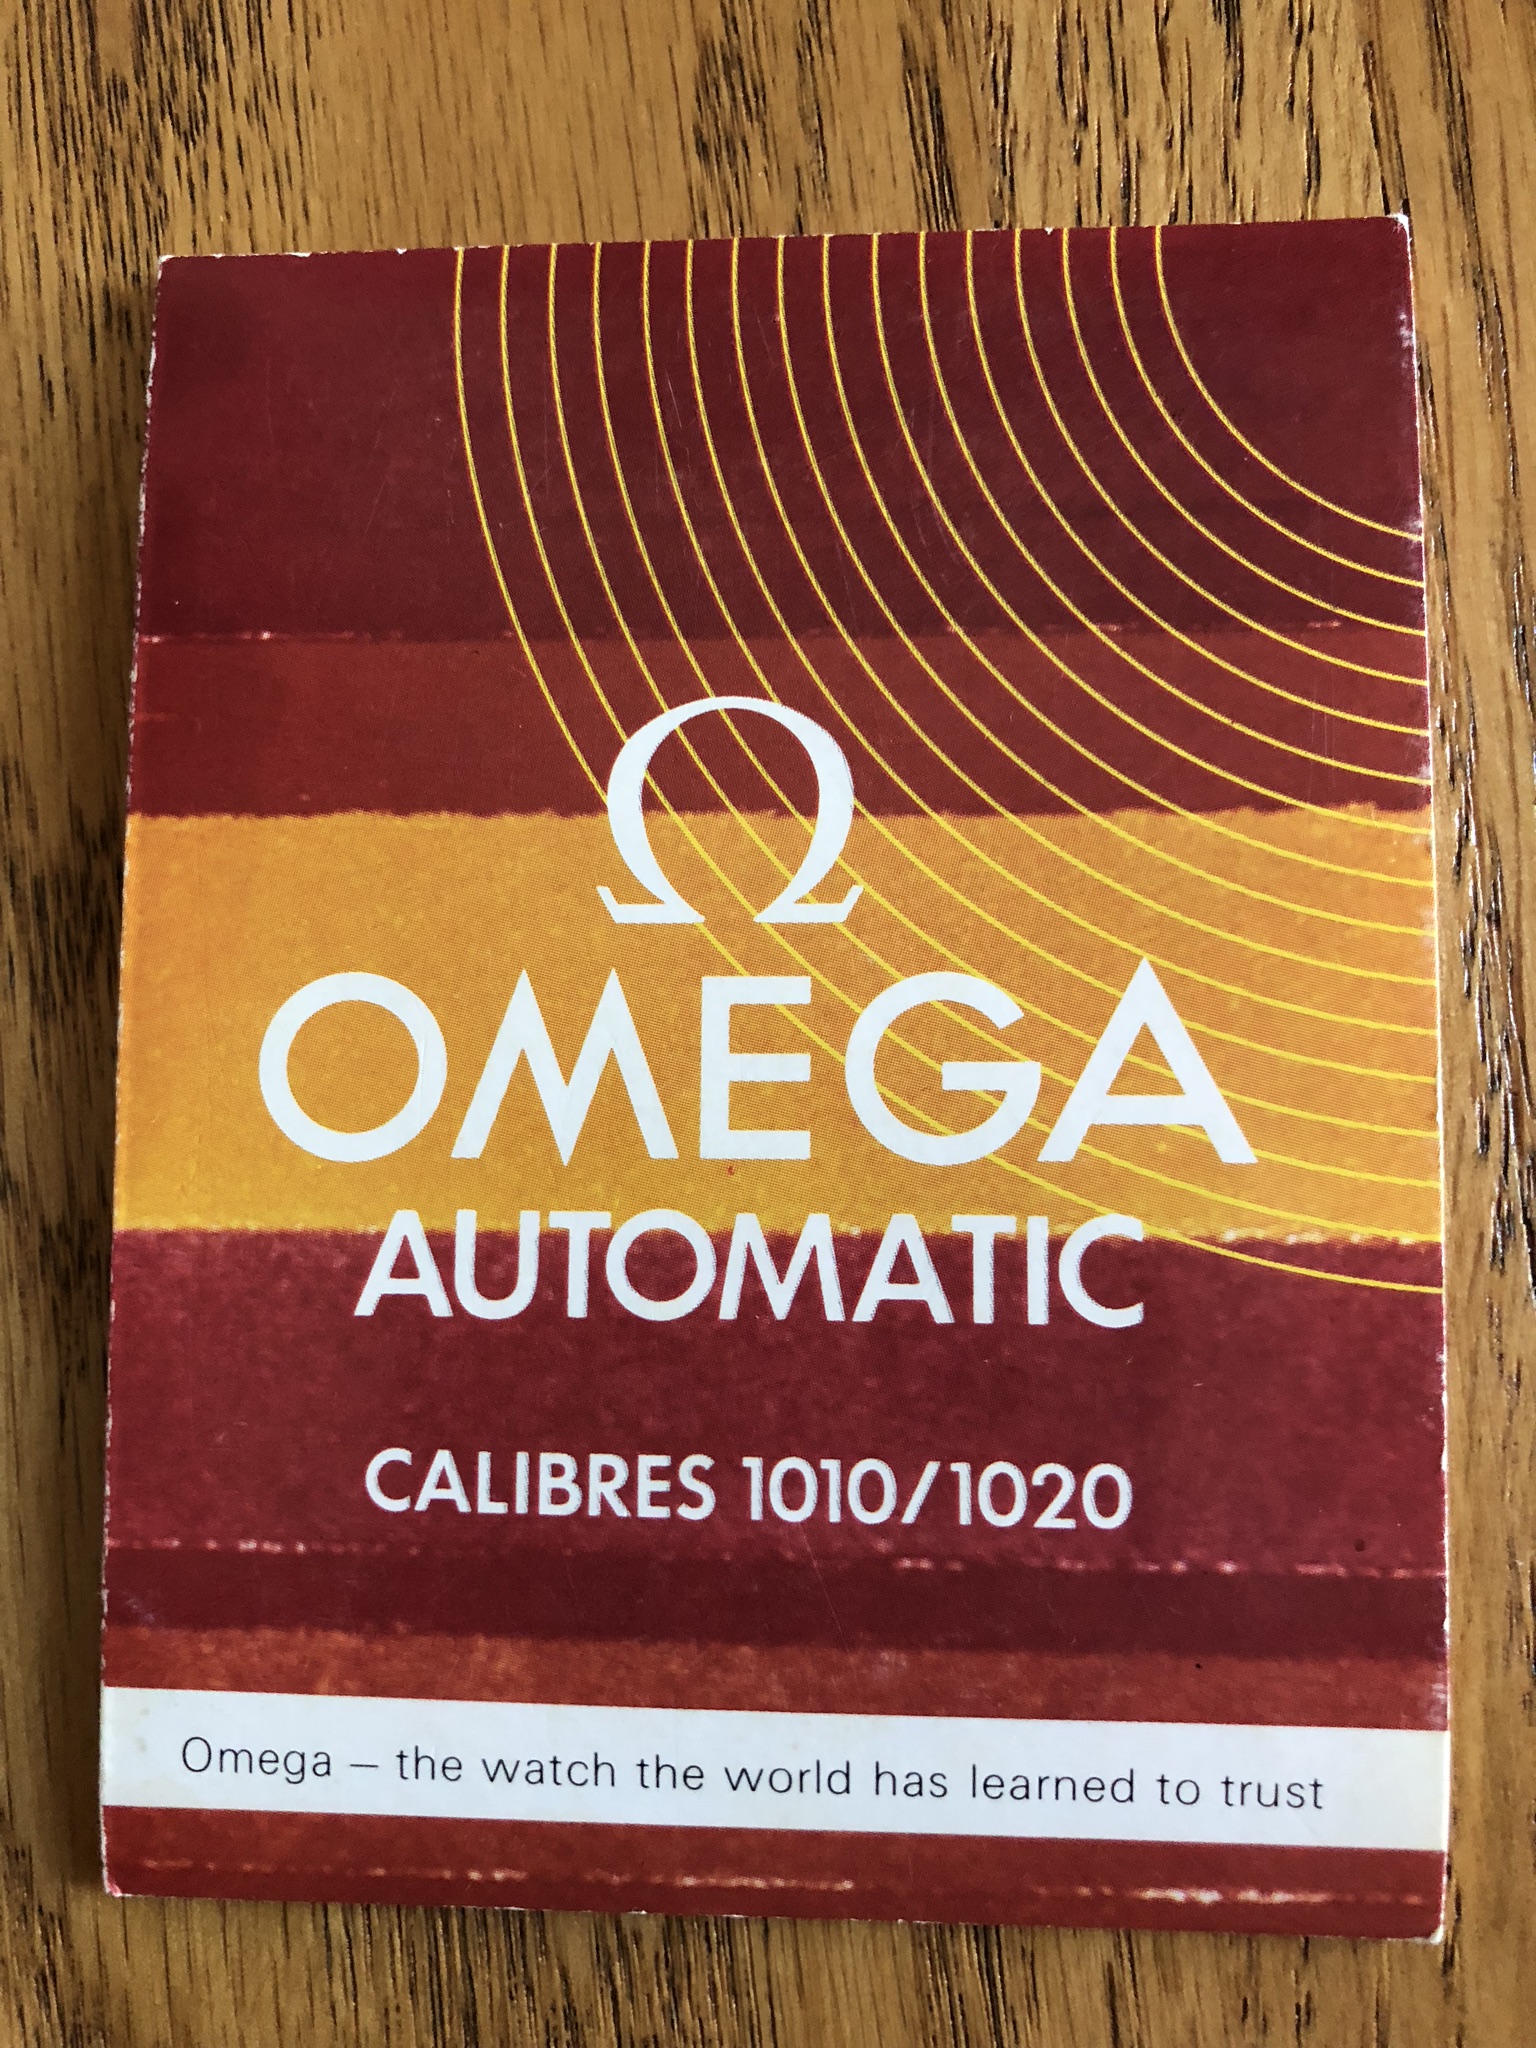 Ω
OMEGA
AUTOMATIC
CALIBRES 1010/1020
Omega – the watch the world has learned to trust